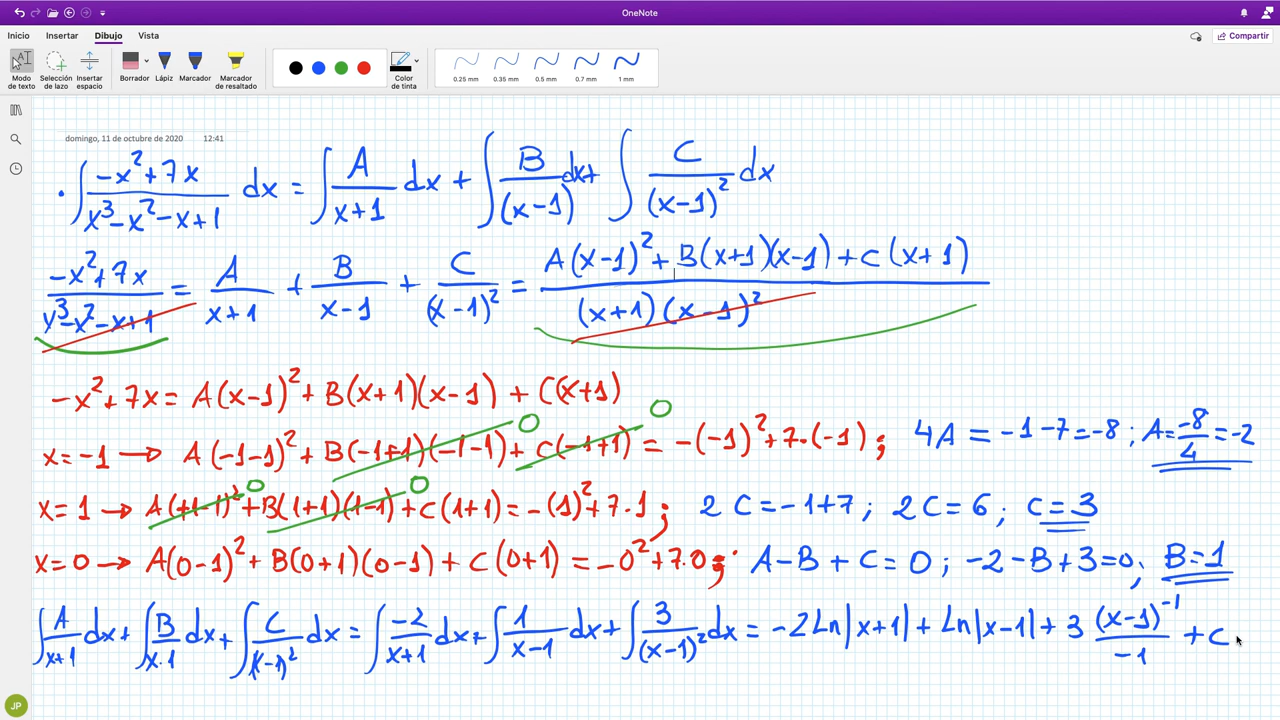 OneNote
Inicio Insertar Dibujo Vista Compartir
Modo de texto Selección de lazo Insertar espacio Borrador Lápiz Marcador Marcador de resaltado Color de tinta 0.25 mm 0.35 mm 0.5 mm 0.7 mm 1 mm
domingo, 11 de octubre de 2020 12:41
• ∫ (-x²+7x)/(x³-x²-x+1) dx = ∫ A/(x+1) dx + ∫ B/(x-1) dx + ∫ C/(x-1)² dx
(-x²+7x)/(x³-x²-x+1) = A/(x+1) + B/(x-1) + C/(x-1)² = (A(x-1)²+B(x+1)(x-1)+C(x+1))/((x+1)(x-1)²)
-x²+7x = A(x-1)²+B(x+1)(x-1)+C(x+1)
x=-1 → A(-1-1)²+B(-1+1)(-1-1)+C(-1+1) = -(-1)²+7·(-1); 4A = -1-7 = -8; A = -8/4 = -2
0 0
x=1 → A(+1-1)²+B(1+1)(1-1)+C(1+1) = -(1)²+7·1; 2C = -1+7; 2C = 6; C = 3
0 0
x=0 → A(0-1)²+B(0+1)(0-1)+C(0+1) = -0²+7·0; A-B+C = 0; -2-B+3 = 0; B = 1
∫ A/(x+1) dx + ∫ B/(x-1) dx + ∫ C/(x-1)² dx = ∫ -2/(x+1) dx + ∫ 1/(x-1) dx + ∫ 3/(x-1)² dx = -2Ln|x+1| + Ln|x-1| + 3 (x-1)⁻¹/-1 + C
JP